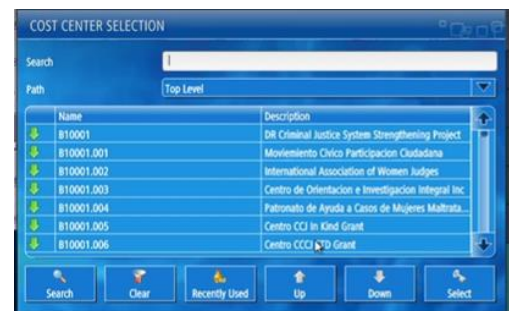 COST CENTER SELECTION
Search
Path Top Level
Name Description
B10001 DR Criminal Justice System Strengthening Project
B10001.001 Moviemiento Civico Participacion Ciudadana
B10001.002 International Association of Women Judges
B10001.003 Centro de Orientacion e Investigacion Integral Inc
B10001.004 Patronato de Ayuda a Casos de Mujeres Maltrata...
B10001.005 Centro CCJ In Kind Grant
B10001.006 Centro CCCJ Grant
Search Clear Recently Used Up Down Select